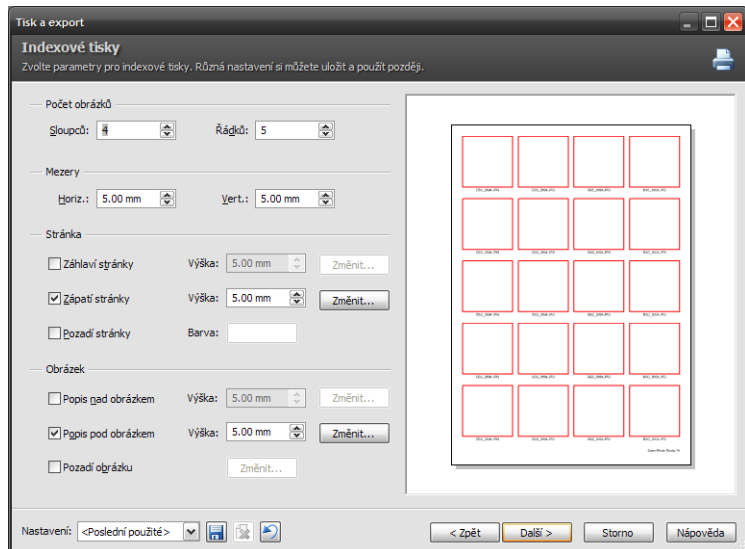 Tisk a export
Indexové tisky
Zvolte parametry pro indexové tisky. Různá nastavení si můžete uložit a použít později.
Počet obrázků
Sloupců: 4 Řádků: 5
Mezery
Horiz.: 5.00 mm Vert.: 5.00 mm
Stránka
Záhlaví stránky Výška: 5.00 mm Změnit...
Zápatí stránky Výška: 5.00 mm Změnit...
Pozadí stránky Barva:
Obrázek
Popis nad obrázkem Výška: 5.00 mm Změnit...
Popis pod obrázkem Výška: 5.00 mm Změnit...
Pozadí obrázku Změnit...
Nastavení: <Poslední použité> < Zpět Další > Storno Nápověda